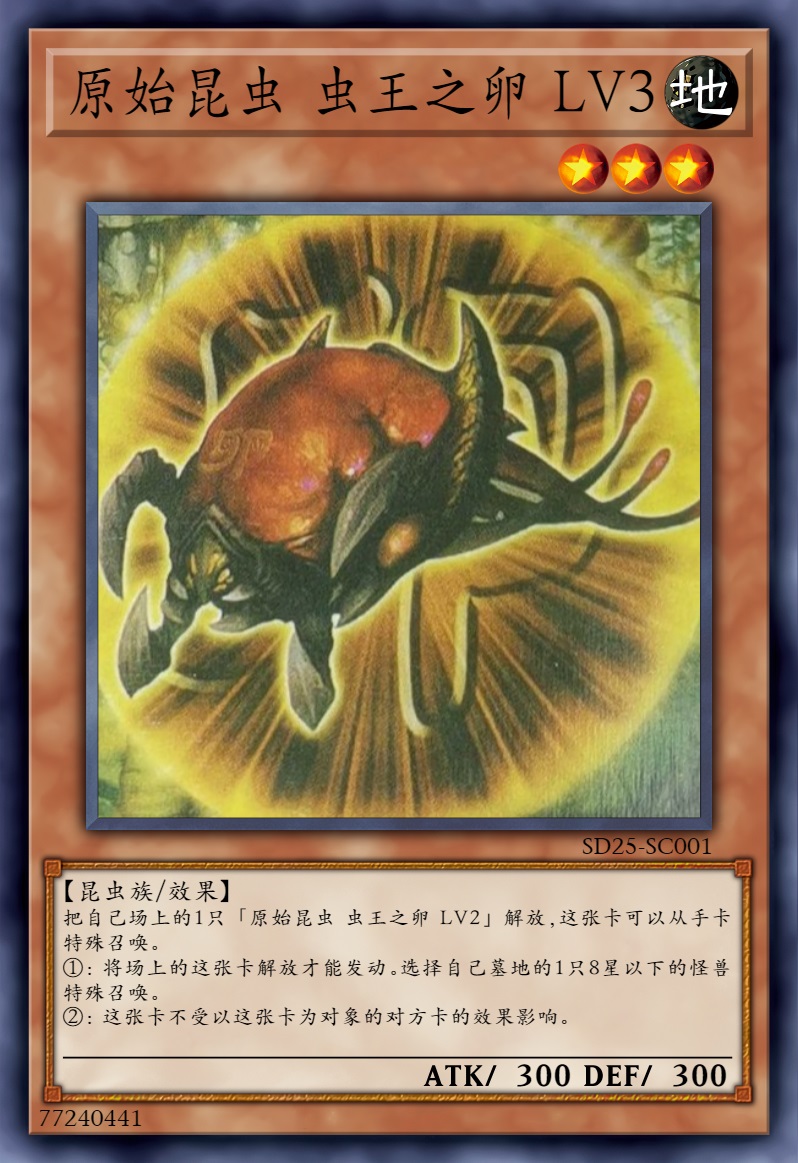 原始昆虫 虫王之卵 LV3 地
SD25-SC001
【昆虫族/效果】
把自己场上的1只「原始昆虫 虫王之卵 LV2」解放,这张卡可以从手卡
特殊召唤。
①: 将场上的这张卡解放才能发动。选择自己墓地的1只8星以下的怪兽
特殊召唤。
②: 这张卡不受以这张卡为对象的对方卡的效果影响。
ATK/ 300 DEF/ 300
77240441